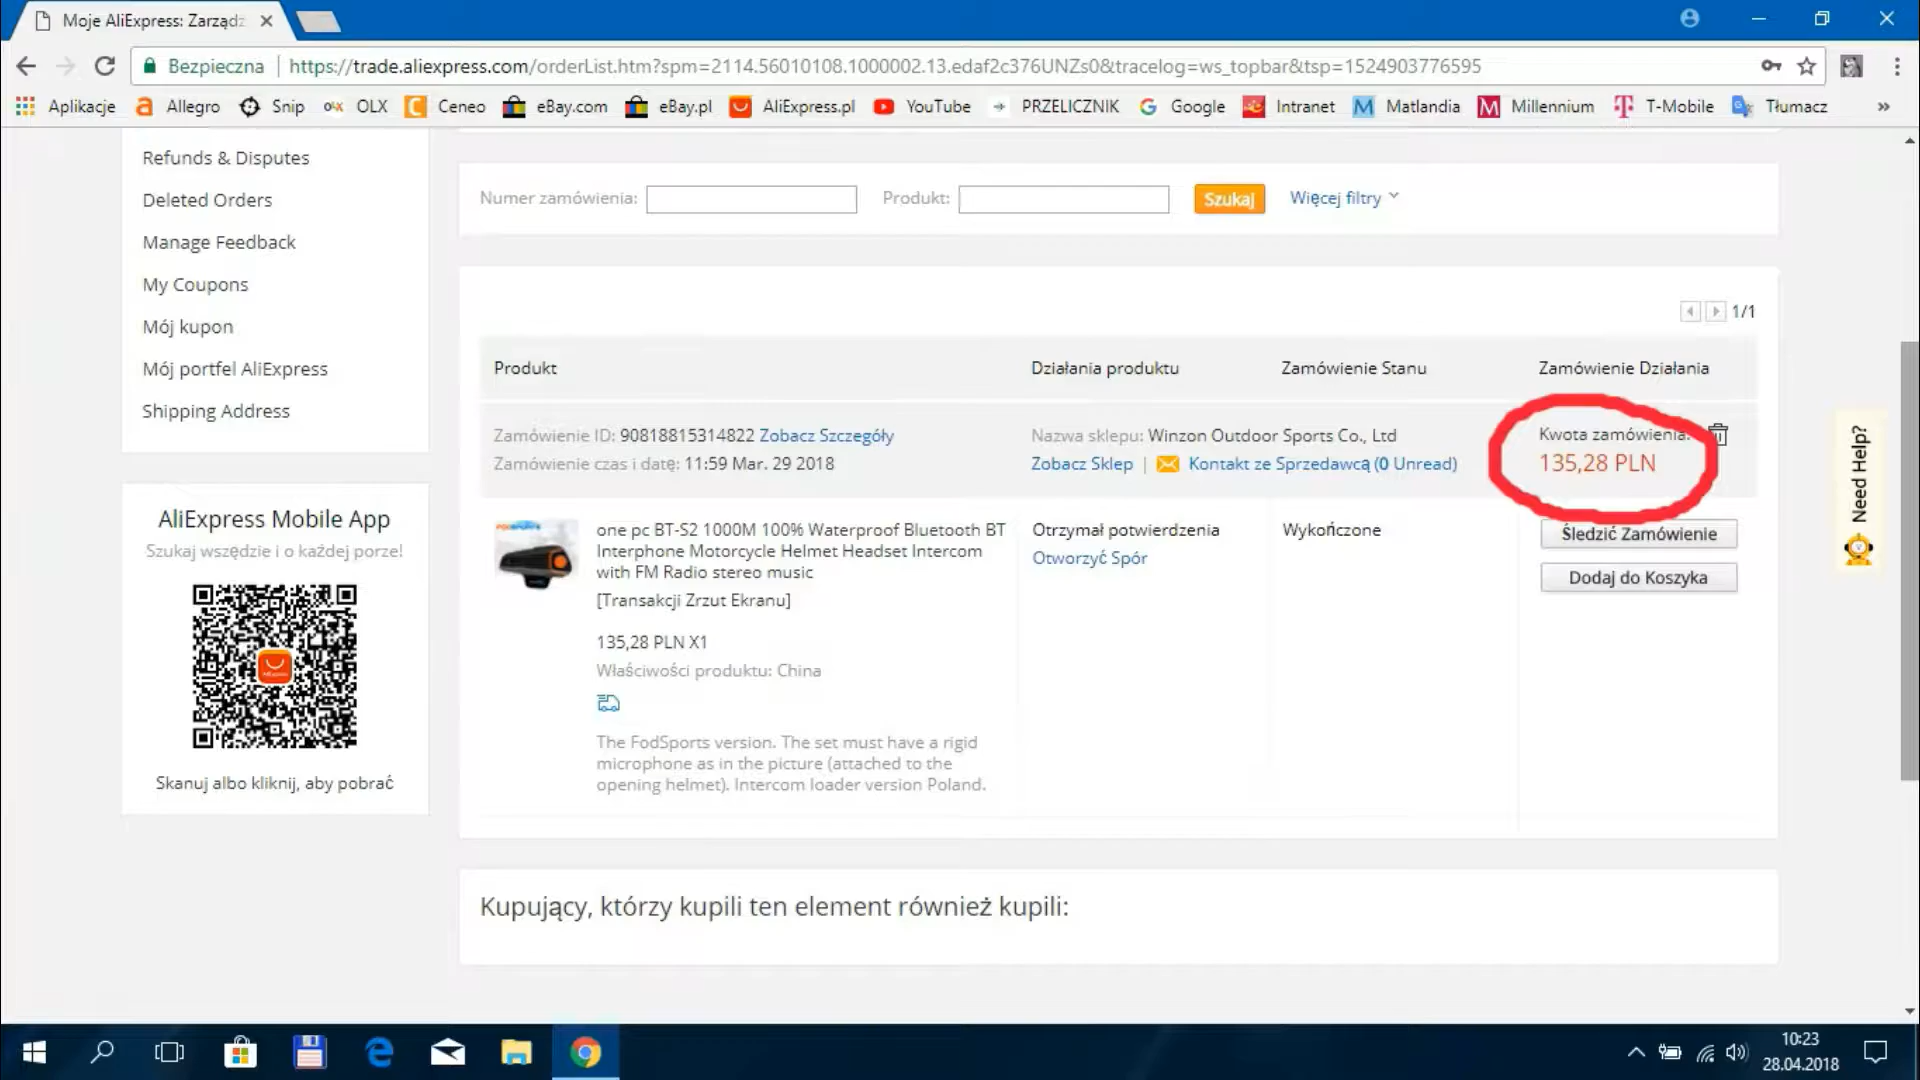 Moje AliExpress: Zarządz
Bezpieczna https://trade.aliexpress.com/orderList.htm?spm=2114.56010108.1000002.13.edaf2c376UNZs0&tracelog=ws_topbar&tsp=1524903776595
Aplikacje Allegro Snip OLX Ceneo eBay.com eBay.pl AliExpress.pl YouTube PRZELICZNIK Google Intranet Matlandia Millennium T-Mobile Tłumacz »
Refunds & Disputes
Deleted Orders
Manage Feedback
My Coupons
Mój kupon
Mój portfel AliExpress
Shipping Address
AliExpress Mobile App
Szukaj wszędzie i o każdej porze!
Skanuj albo kliknij, aby pobrać
Numer zamówienia: Produkt: Szukaj Więcej filtry
1/1
Produkt Działania produktu Zamówienie Stanu Zamówienie Działania
Zamówienie ID: 90818815314822 Zobacz Szczegóły
Zamówienie czas i datę: 11:59 Mar. 29 2018
Nazwa sklepu: Winzon Outdoor Sports Co., Ltd
Zobacz Sklep | Kontakt ze Sprzedawcą (0 Unread)
Kwota zamówienia:
135,28 PLN
one pc BT-S2 1000M 100% Waterproof Bluetooth BT
Interphone Motorcycle Helmet Headset Intercom
with FM Radio stereo music
[Transakcji Zrzut Ekranu]
135,28 PLN X1
Właściwości produktu: China
The FodSports version. The set must have a rigid
microphone as in the picture (attached to the
opening helmet). Intercom loader version Poland.
Otrzymał potwierdzenia
Otworzyć Spór
Wykończone
Śledzić Zamówienie
Dodaj do Koszyka
Need Help?
Kupujący, którzy kupili ten element również kupili:
10:23
28.04.2018